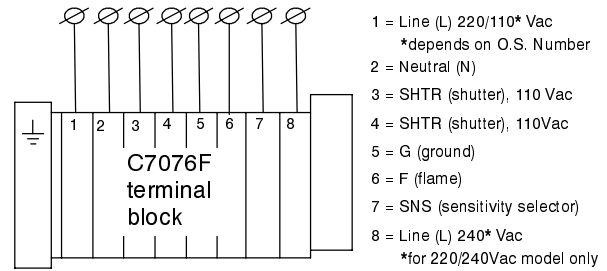 1 = Line (L) 220/110* Vac
*depends on O.S. Number
2 = Neutral (N)
3 = SHTR (shutter), 110 Vac
4 = SHTR (shutter), 110Vac
5 = G (ground)
6 = F (flame)
7 = SNS (sensitivity selector)
8 = Line (L) 240* Vac
*for 220/240Vac model only
1 2 3 4 5 6 7 8
C7076F
terminal
block